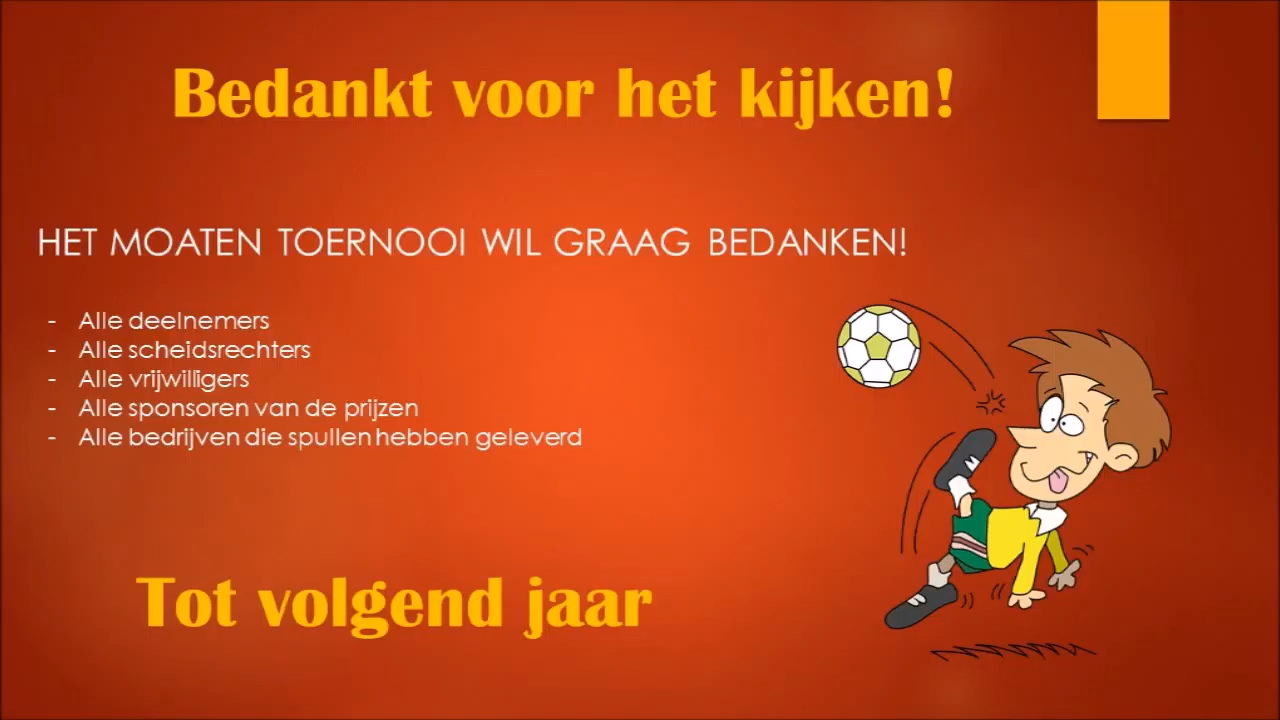 Bedankt voor het kijken!
HET MOATEN TOERNOOI WIL GRAAG BEDANKEN!
- Alle deelnemers
- Alle scheidsrechters
- Alle vrijwilligers
- Alle sponsoren van de prijzen
- Alle bedrijven die spullen hebben geleverd
Tot volgend jaar